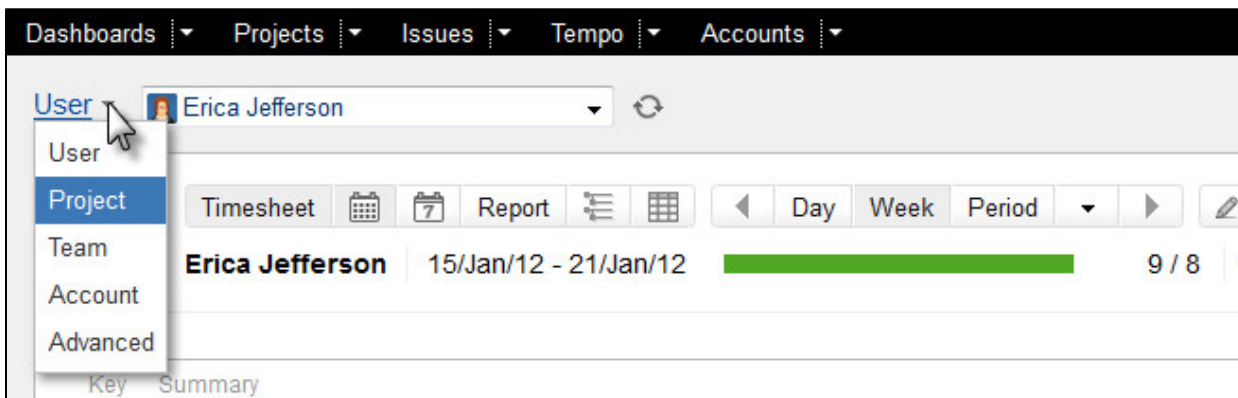 Dashboards Projects Issues Tempo Accounts
User Erica Jefferson
User
Project
Team
Account
Advanced
Timesheet 7 Report Day Week Period
Erica Jefferson 15/Jan/12 - 21/Jan/12 9 / 8
Key Summary